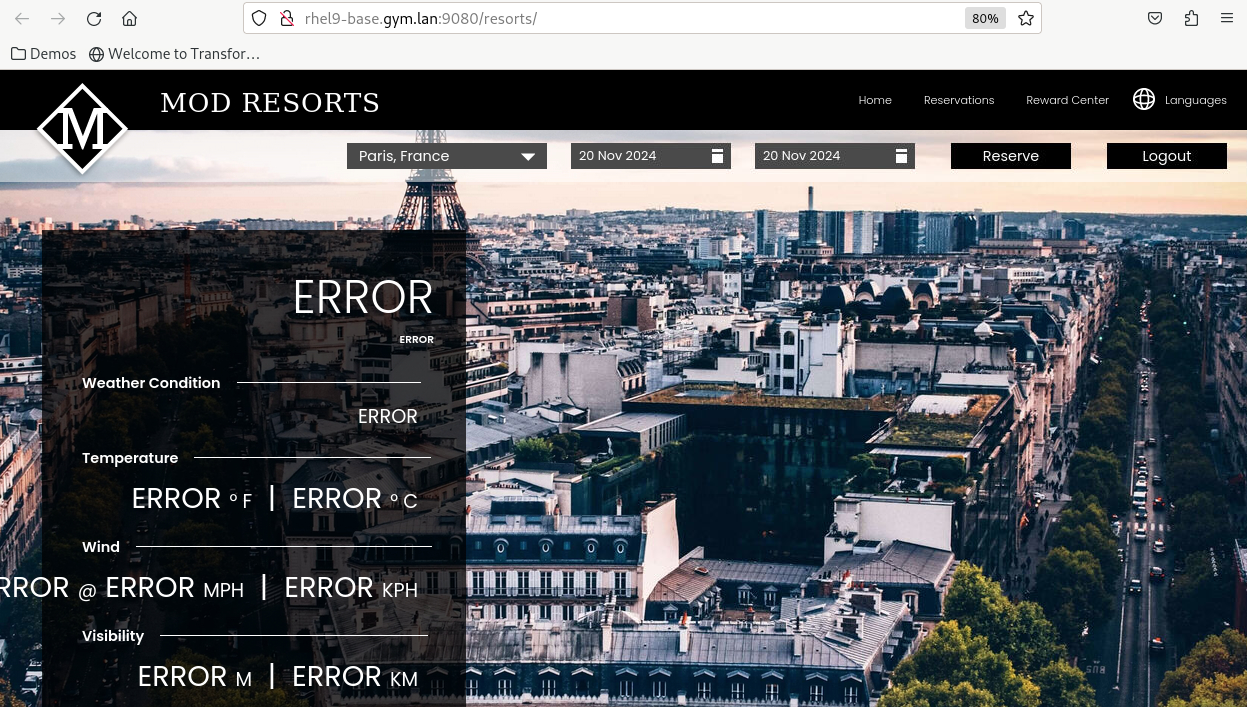 rhel9-base.gym.lan:9080/resorts/
80%
Demos
Welcome to Transfor…
M
MOD RESORTS
Home
Reservations
Reward Center
Languages
Paris, France
20 Nov 2024
20 Nov 2024
Reserve
Logout
ERROR
ERROR
Weather Condition
ERROR
Temperature
ERROR º F | ERROR º C
Wind
RROR @ ERROR MPH | ERROR KPH
Visibility
ERROR M | ERROR KM